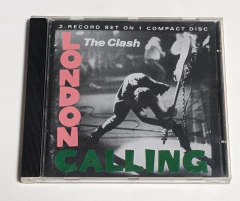 2-RECORD SET ON 1 COMPACT DISC
The Clash
LONDON
CALLING